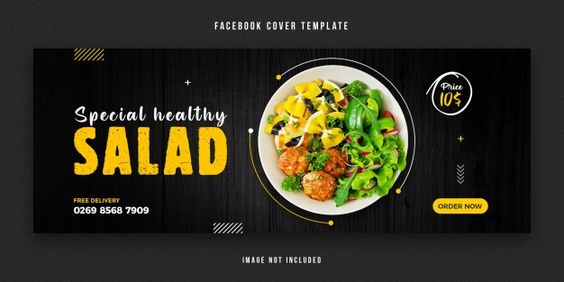 FACEBOOK COVER TEMPLATE
Special healthy
SALAD
FREE DELIVERY
0269 8568 7909
Price
10$
ORDER NOW
IMAGE NOT INCLUDED